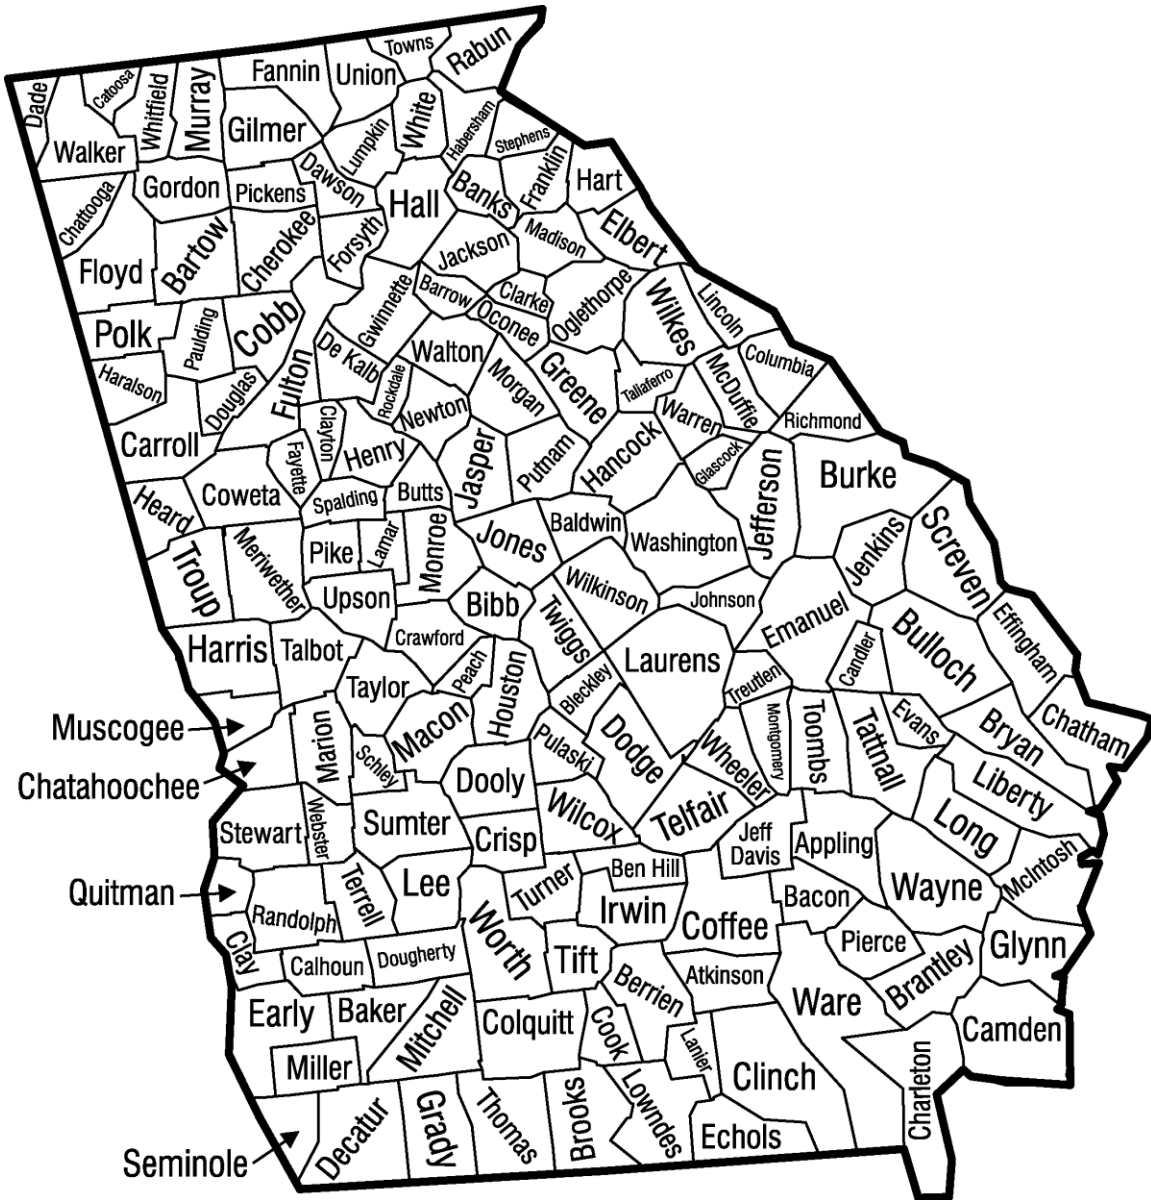 Towns
Rabun
Fannin
Union
Dade
Catoosa
Whitfield
Murray
White
Habersham
Gilmer
Lumpkin
Stephens
Walker
Franklin
Hart
Gordon
Pickens
Dawson
Hall
Banks
Chattooga
Elbert
Cherokee
Forsyth
Madison
Jackson
Bartow
Floyd
Barrow
Clarke
Oglethorpe
Gwinnette
Wilkes
Lincoln
Oconee
Polk
Paulding
Cobb
De Kalb
Walton
Columbia
Haralson
Douglas
Fulton
Rockdale
Morgan
Greene
Taliaferro
McDuffie
Newton
Warren
Richmond
Carroll
Clayton
Henry
Jasper
Putnam
Hancock
Glascock
Fayette
Jefferson
Burke
Coweta
Spalding
Butts
Heard
Baldwin
Washington
Jones
Troup
Meriwether
Pike
Lamar
Monroe
Jenkins
Screven
Upson
Bibb
Wilkinson
Johnson
Twiggs
Emanuel
Effingham
Harris
Talbot
Crawford
Bulloch
Peach
Laurens
Candler
Taylor
Houston
Bleckley
Treutlen
Muscogee
Marion
Macon
Schley
Pulaski
Dodge
Wheeler
Montgomery
Toombs
Tattnall
Evans
Bryan
Chatham
Chatahoochee
Dooly
Liberty
Stewart
Webster
Sumter
Crisp
Wilcox
Telfair
Jeff
Davis
Appling
Long
Quitman
Randolph
Terrell
Lee
Turner
Ben Hill
Bacon
Wayne
McIntosh
Irwin
Coffee
Clay
Worth
Pierce
Glynn
Calhoun
Dougherty
Tift
Berrien
Atkinson
Brantley
Ware
Early
Baker
Mitchell
Colquitt
Cook
Camden
Miller
Lanier
Clinch
Charleton
Seminole
Decatur
Grady
Thomas
Brooks
Lowndes
Echols